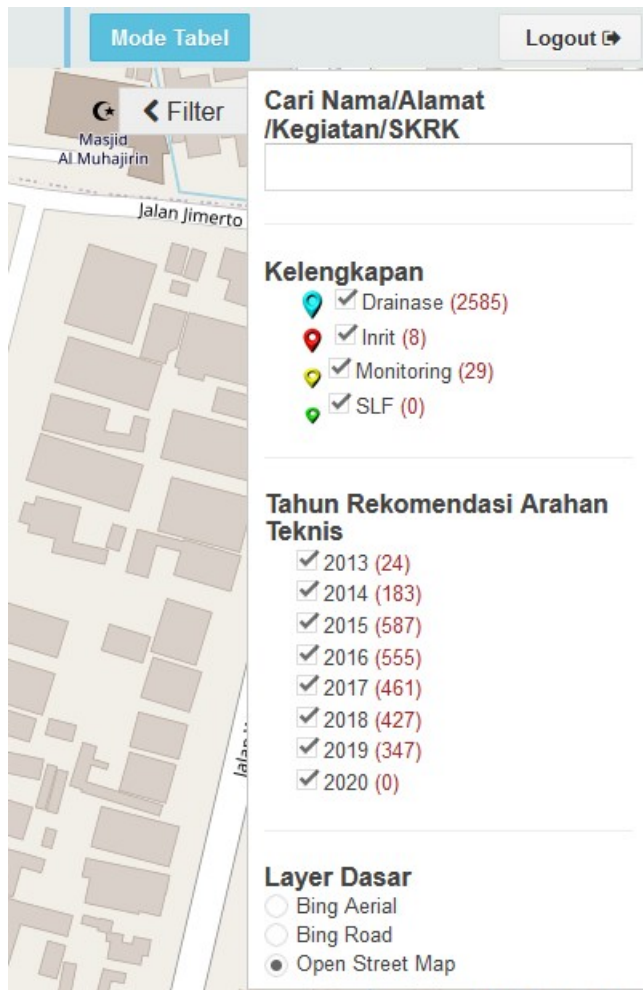 Mode Tabel
Logout
Filter
Masjid
Al Muhajirin
Jalan Jimerto
Cari Nama/Alamat
/Kegiatan/SKRK
Kelengkapan
Drainase (2585)
Inrit (8)
Monitoring (29)
SLF (0)
Tahun Rekomendasi Arahan
Teknis
2013 (24)
2014 (183)
2015 (587)
2016 (555)
2017 (461)
2018 (427)
2019 (347)
2020 (0)
Jalan
Layer Dasar
Bing Aerial
Bing Road
Open Street Map